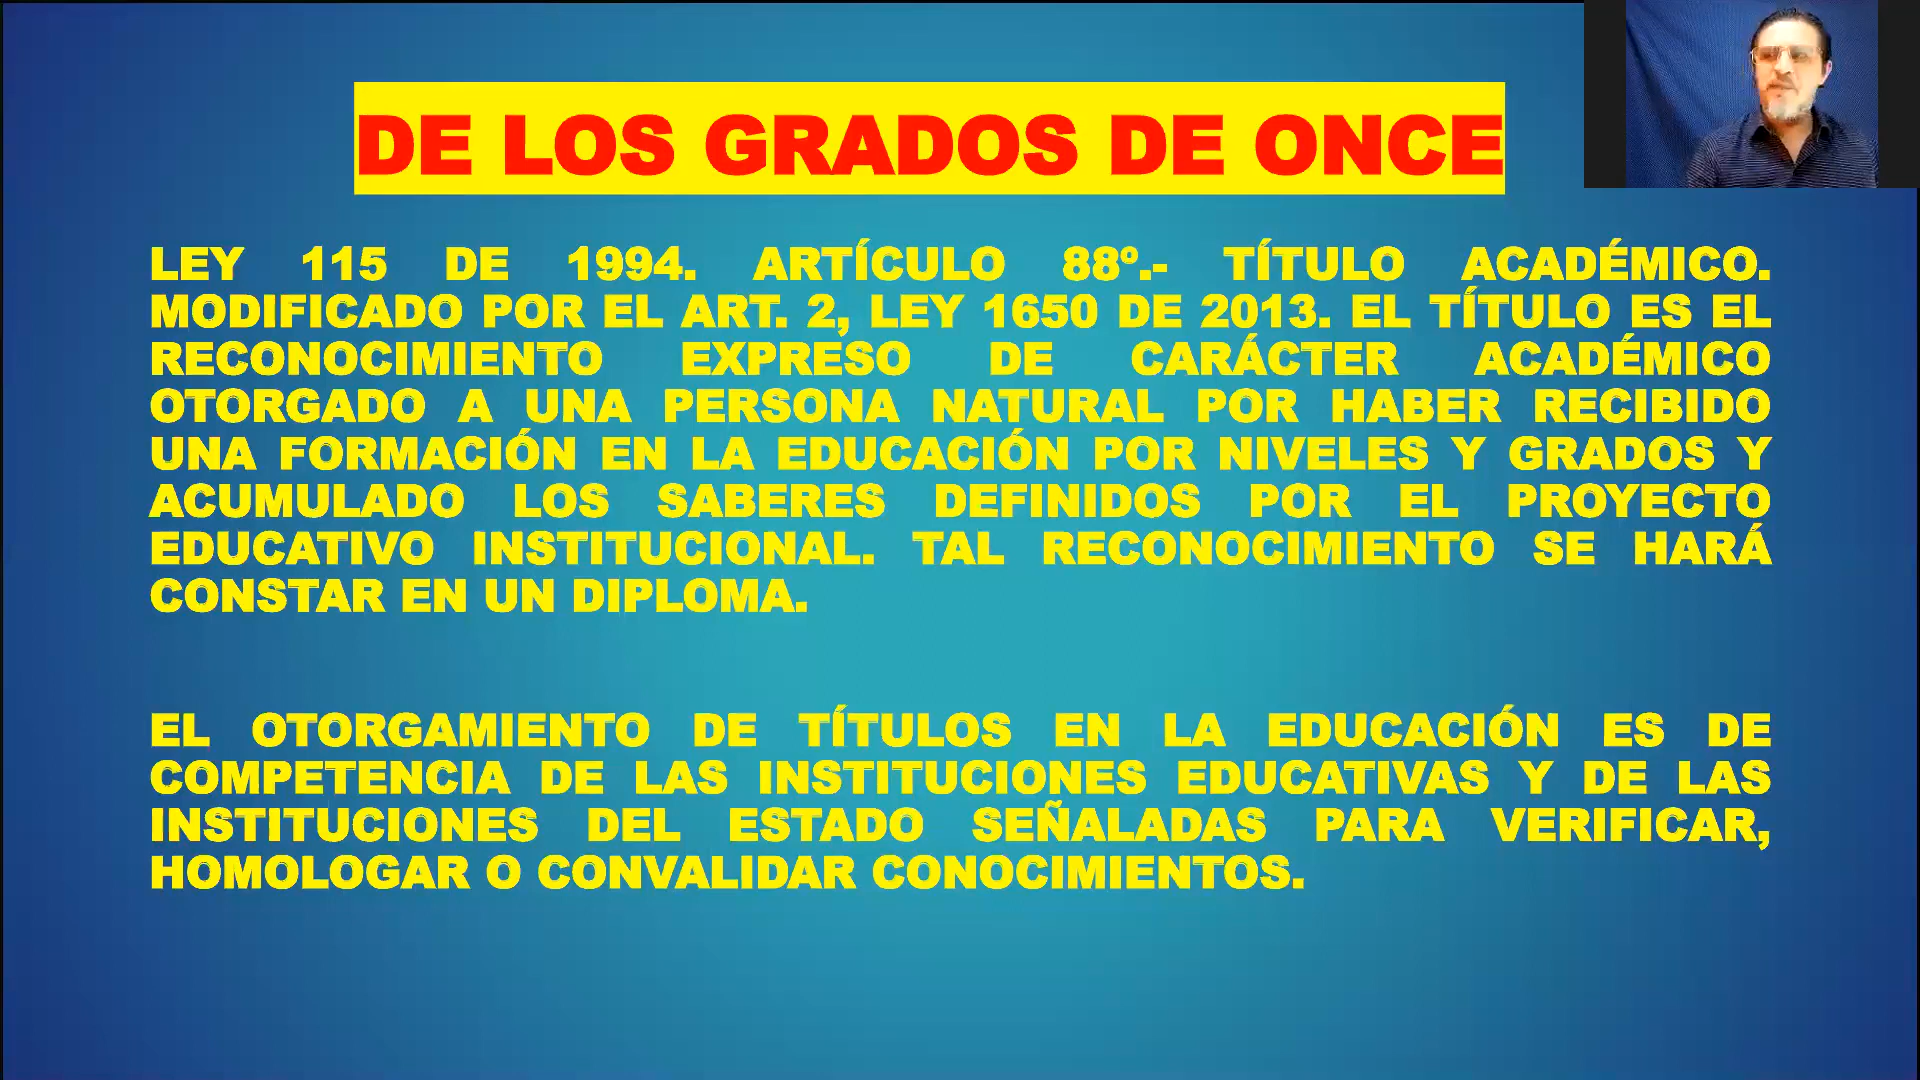 DE LOS GRADOS DE ONCE
LEY 115 DE 1994. ARTÍCULO 88º.- TÍTULO ACADÉMICO.
MODIFICADO POR EL ART. 2, LEY 1650 DE 2013. EL TÍTULO ES EL
RECONOCIMIENTO EXPRESO DE CARÁCTER ACADÉMICO
OTORGADO A UNA PERSONA NATURAL POR HABER RECIBIDO
UNA FORMACIÓN EN LA EDUCACIÓN POR NIVELES Y GRADOS Y
ACUMULADO LOS SABERES DEFINIDOS POR EL PROYECTO
EDUCATIVO INSTITUCIONAL. TAL RECONOCIMIENTO SE HARÁ
CONSTAR EN UN DIPLOMA.
EL OTORGAMIENTO DE TÍTULOS EN LA EDUCACIÓN ES DE
COMPETENCIA DE LAS INSTITUCIONES EDUCATIVAS Y DE LAS
INSTITUCIONES DEL ESTADO SEÑALADAS PARA VERIFICAR,
HOMOLOGAR O CONVALIDAR CONOCIMIENTOS.